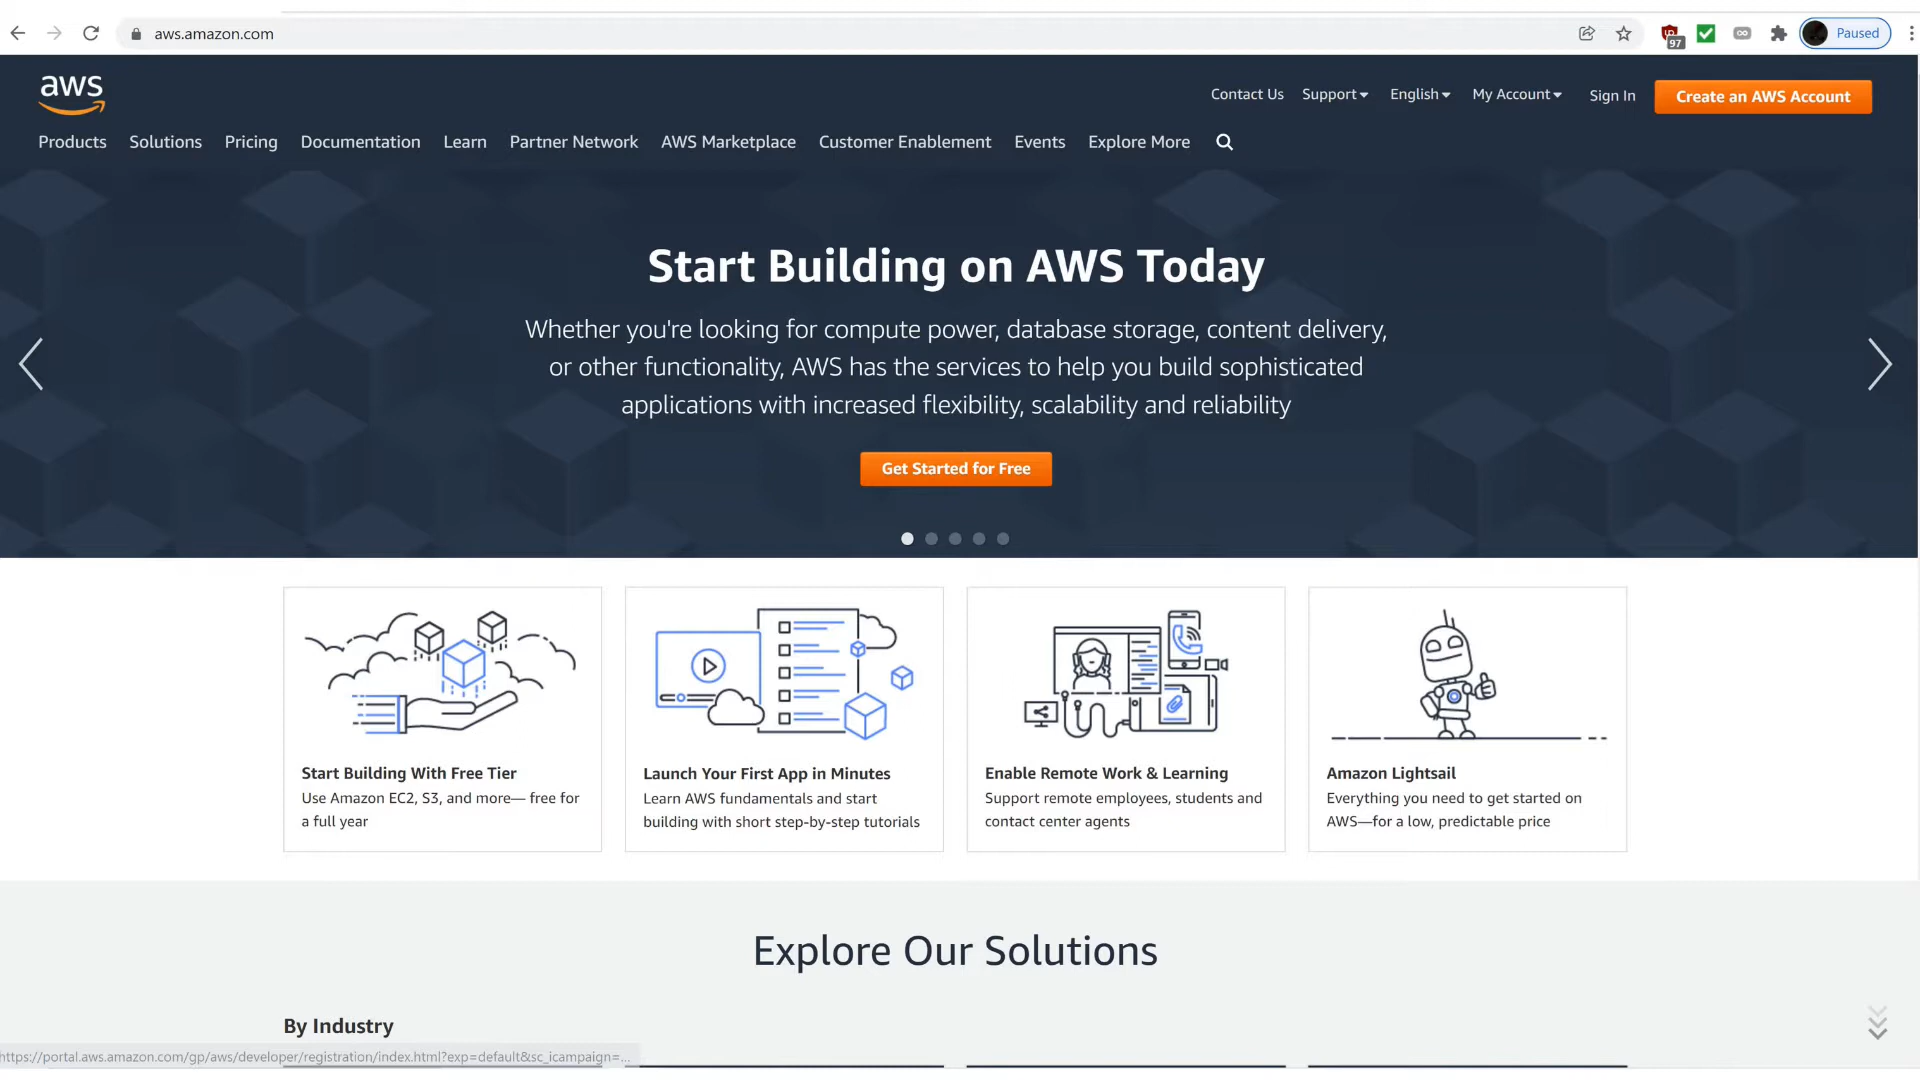 aws.amazon.com
97
Paused
aws
Contact Us Support English My Account Sign In Create an AWS Account
Products Solutions Pricing Documentation Learn Partner Network AWS Marketplace Customer Enablement Events Explore More
Start Building on AWS Today
Whether you're looking for compute power, database storage, content delivery,
or other functionality, AWS has the services to help you build sophisticated
applications with increased flexibility, scalability and reliability
Get Started for Free
Start Building With Free Tier
Use Amazon EC2, S3, and more— free for
a full year
Launch Your First App in Minutes
Learn AWS fundamentals and start
building with short step-by-step tutorials
Enable Remote Work & Learning
Support remote employees, students and
contact center agents
Amazon Lightsail
Everything you need to get started on
AWS—for a low, predictable price
Explore Our Solutions
By Industry
https://portal.aws.amazon.com/gp/aws/developer/registration/index.html?exp=default&sc_icampaign=...